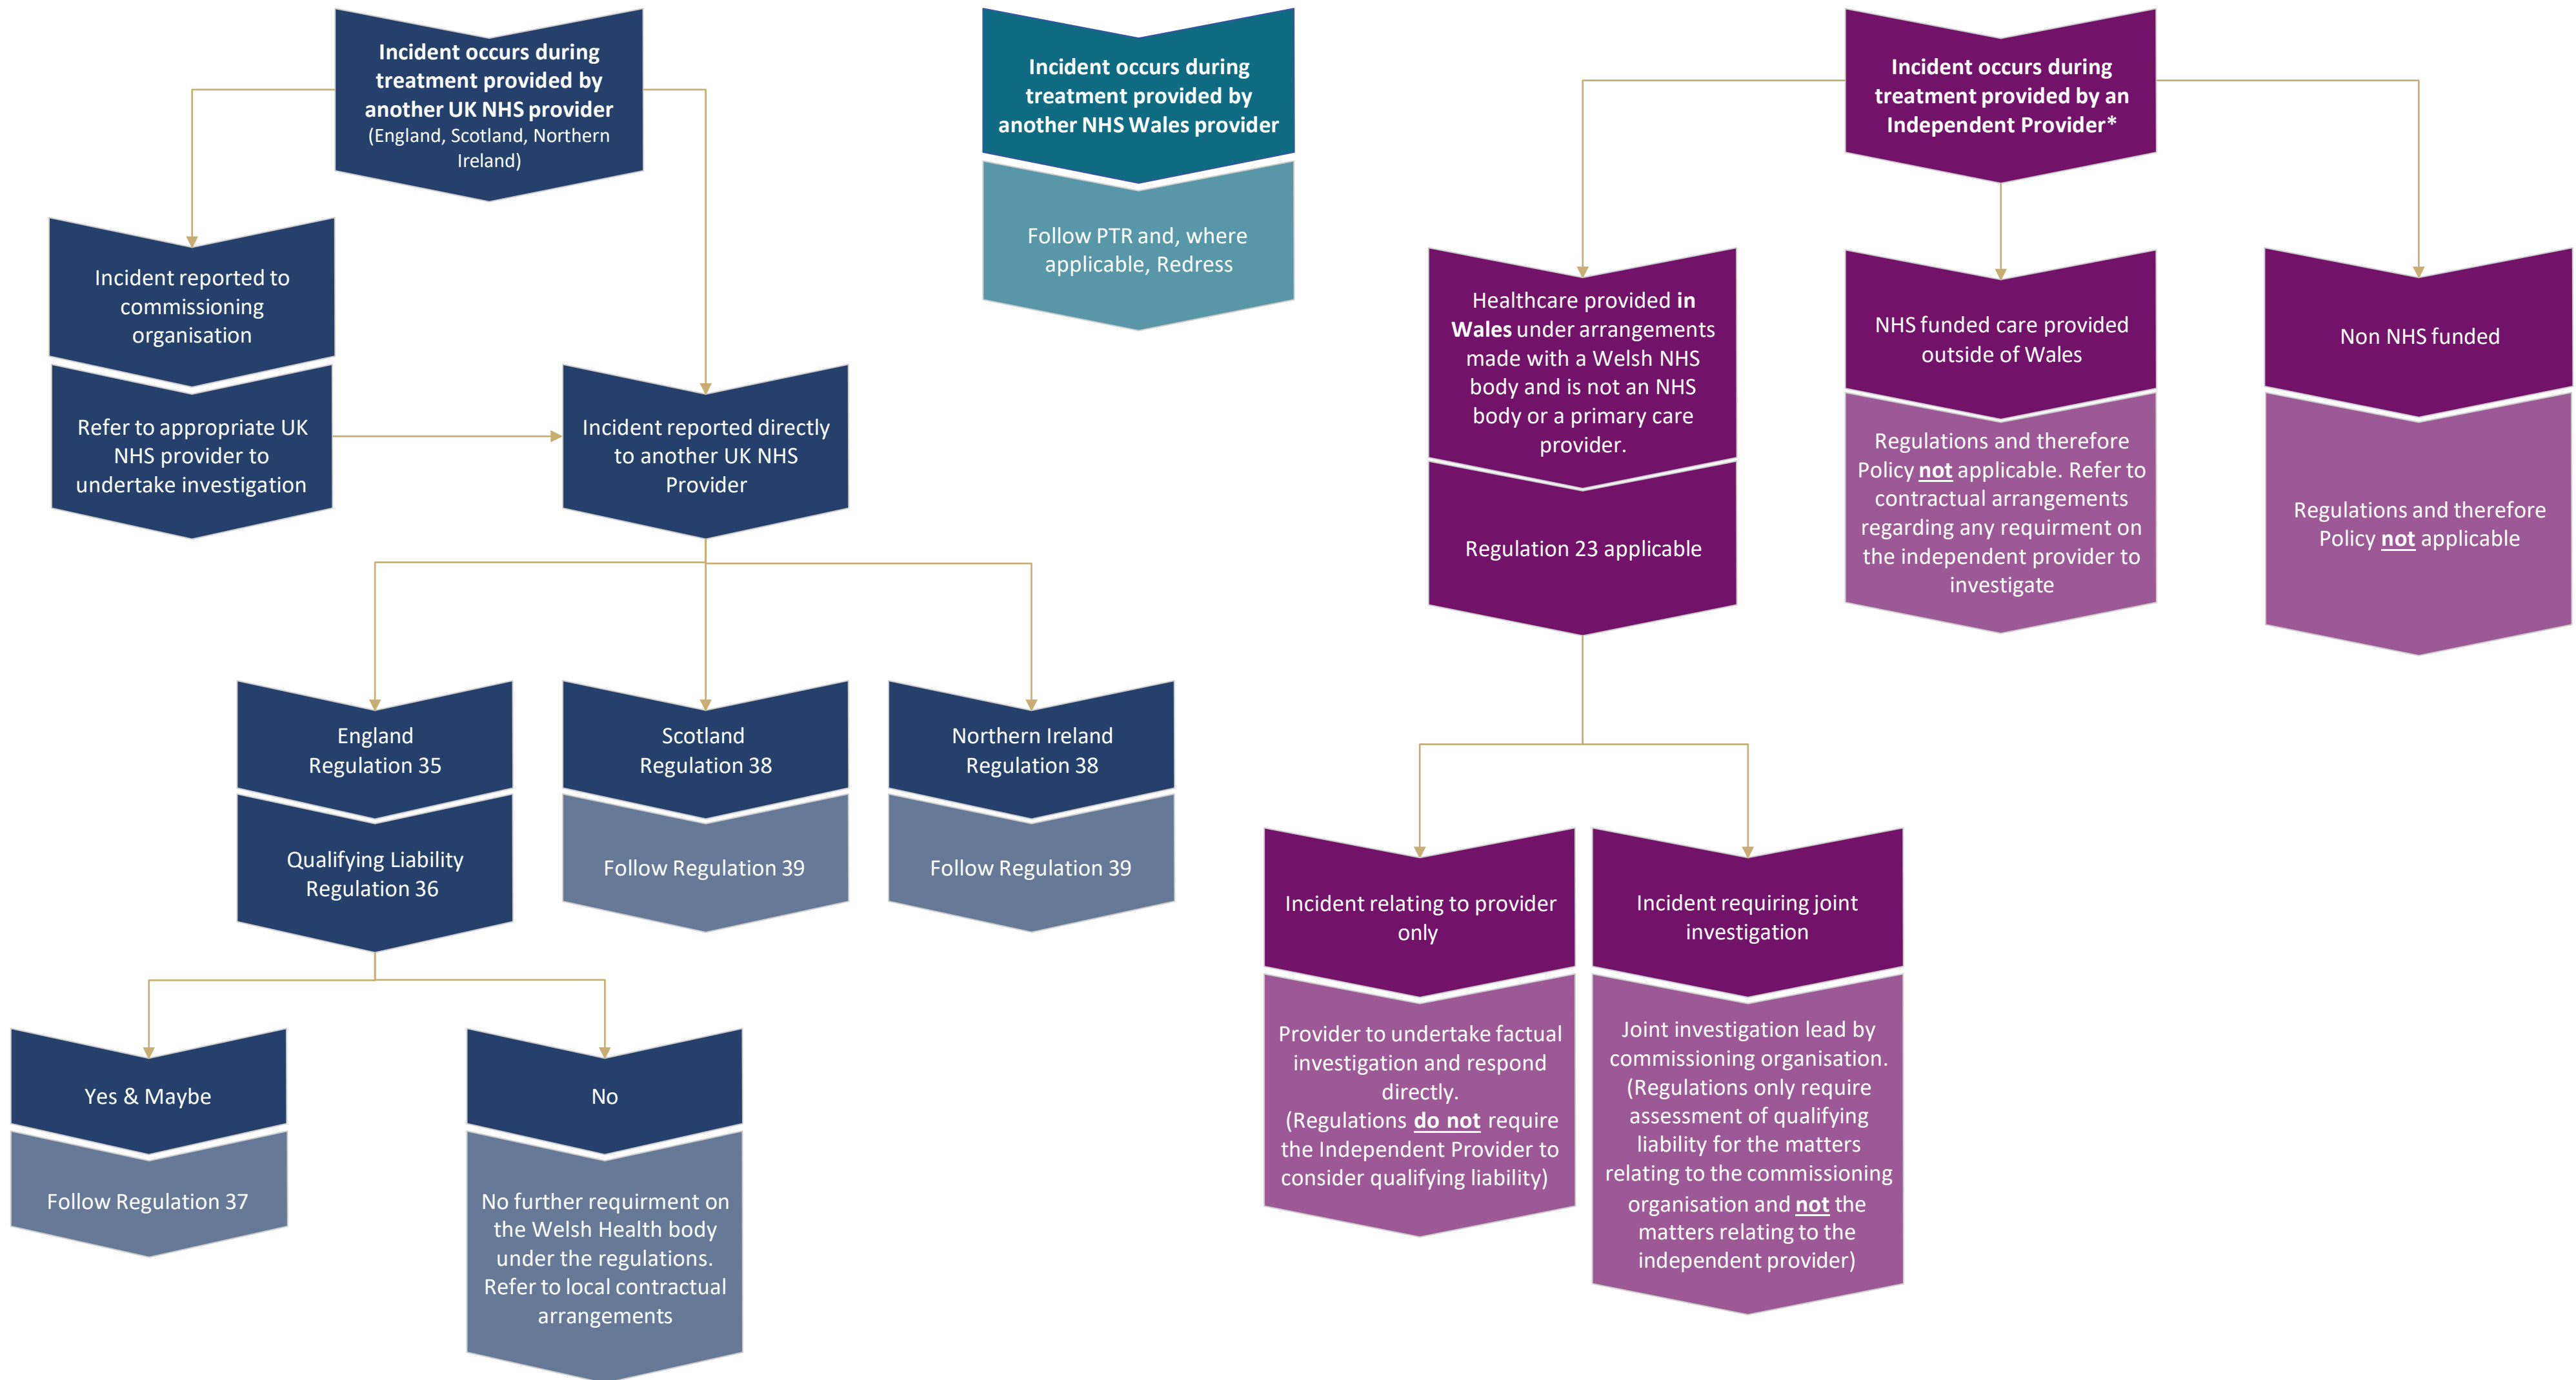 Incident occurs during
treatment provided by
another UK NHS provider
(England, Scotland, Northern
Ireland)
Incident reported to
commissioning
organisation
Refer to appropriate UK
NHS provider to
undertake investigation
Incident reported directly
to another UK NHS
Provider
England
Regulation 35
Qualifying Liability
Regulation 36
Scotland
Regulation 38
Follow Regulation 39
Northern Ireland
Regulation 38
Follow Regulation 39
Yes & Maybe
Follow Regulation 37
No
No further requirment on
the Welsh Health body
under the regulations.
Refer to local contractual
arrangements
Incident occurs during
treatment provided by
another NHS Wales provider
Follow PTR and, where
applicable, Redress
Incident occurs during
treatment provided by an
Independent Provider*
Healthcare provided in
Wales under arrangements
made with a Welsh NHS
body and is not an NHS
body or a primary care
provider.
Regulation 23 applicable
NHS funded care provided
outside of Wales
Regulations and therefore
Policy not applicable. Refer to
contractual arrangements
regarding any requirment on
the independent provider to
investigate
Non NHS funded
Regulations and therefore
Policy not applicable
Incident relating to provider
only
Provider to undertake factual
investigation and respond
directly.
(Regulations do not require
the Independent Provider to
consider qualifying liability)
Incident requiring joint
investigation
Joint investigation lead by
commissioning organisation.
(Regulations only require
assessment of qualifying
liability for the matters
relating to the commissioning
organisation and not the
matters relating to the
independent provider)